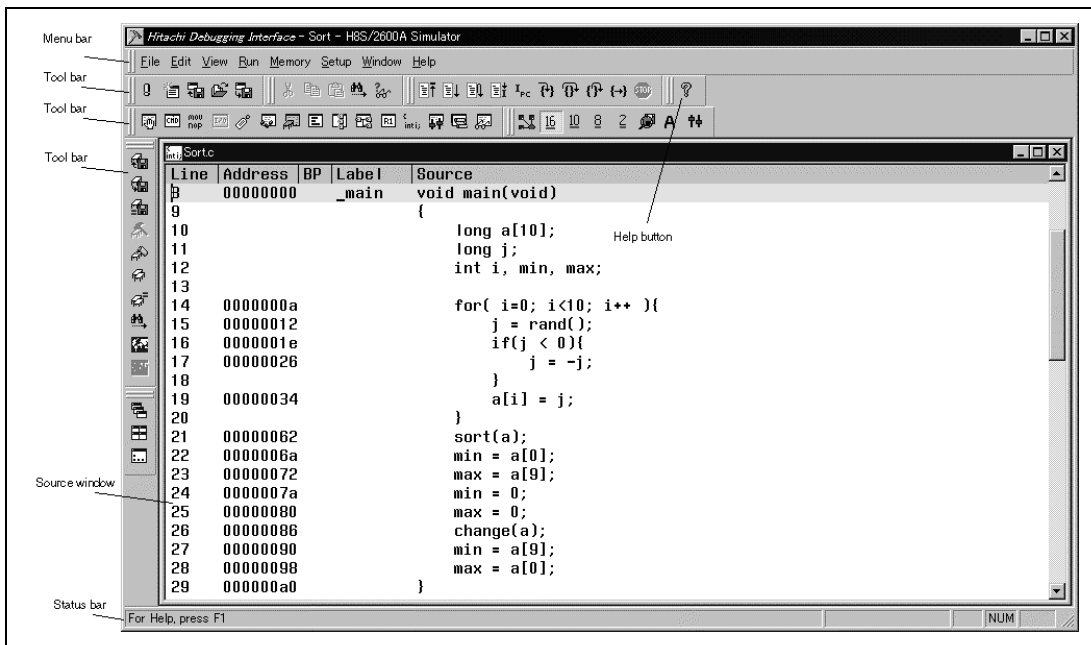 Menu bar
Hitachi Debugging Interface - Sort - H8S/2600A Simulator
File Edit View Run Memory Setup Window Help
Tool bar
Tool bar
16 10 8 2 A
Tool bar
Sort.c
Line Address BP Label Source
8 00000000 _main void main(void)
9 {
10 long a[10];
Help button
11 long j;
12 int i, min, max;
13
14 0000000a for( i=0; i<10; i++ ){
15 00000012 j = rand();
16 0000001e if(j < 0){
17 00000026 j = -j;
18 }
19 00000034 a[i] = j;
20 }
21 00000062 sort(a);
22 0000006a min = a[0];
23 00000072 max = a[9];
Source window
24 0000007a min = 0;
25 00000080 max = 0;
26 00000086 change(a);
27 00000090 min = a[9];
28 00000098 max = a[0];
29 000000a0 }
Status bar
For Help, press F1
NUM